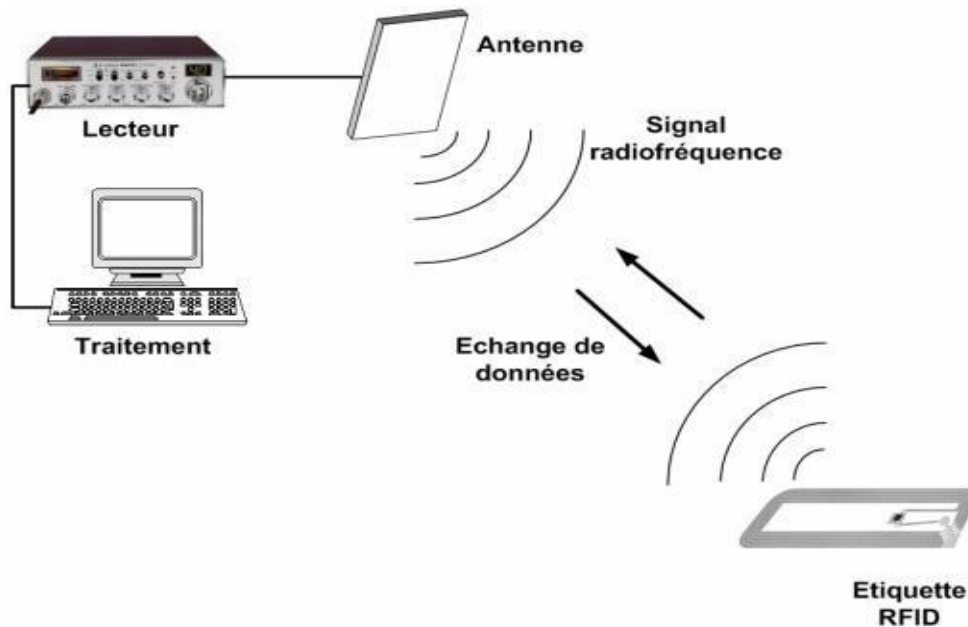 Antenne
Lecteur
Signal
radiofréquence
Traitement
Echange de
données
Etiquette
RFID